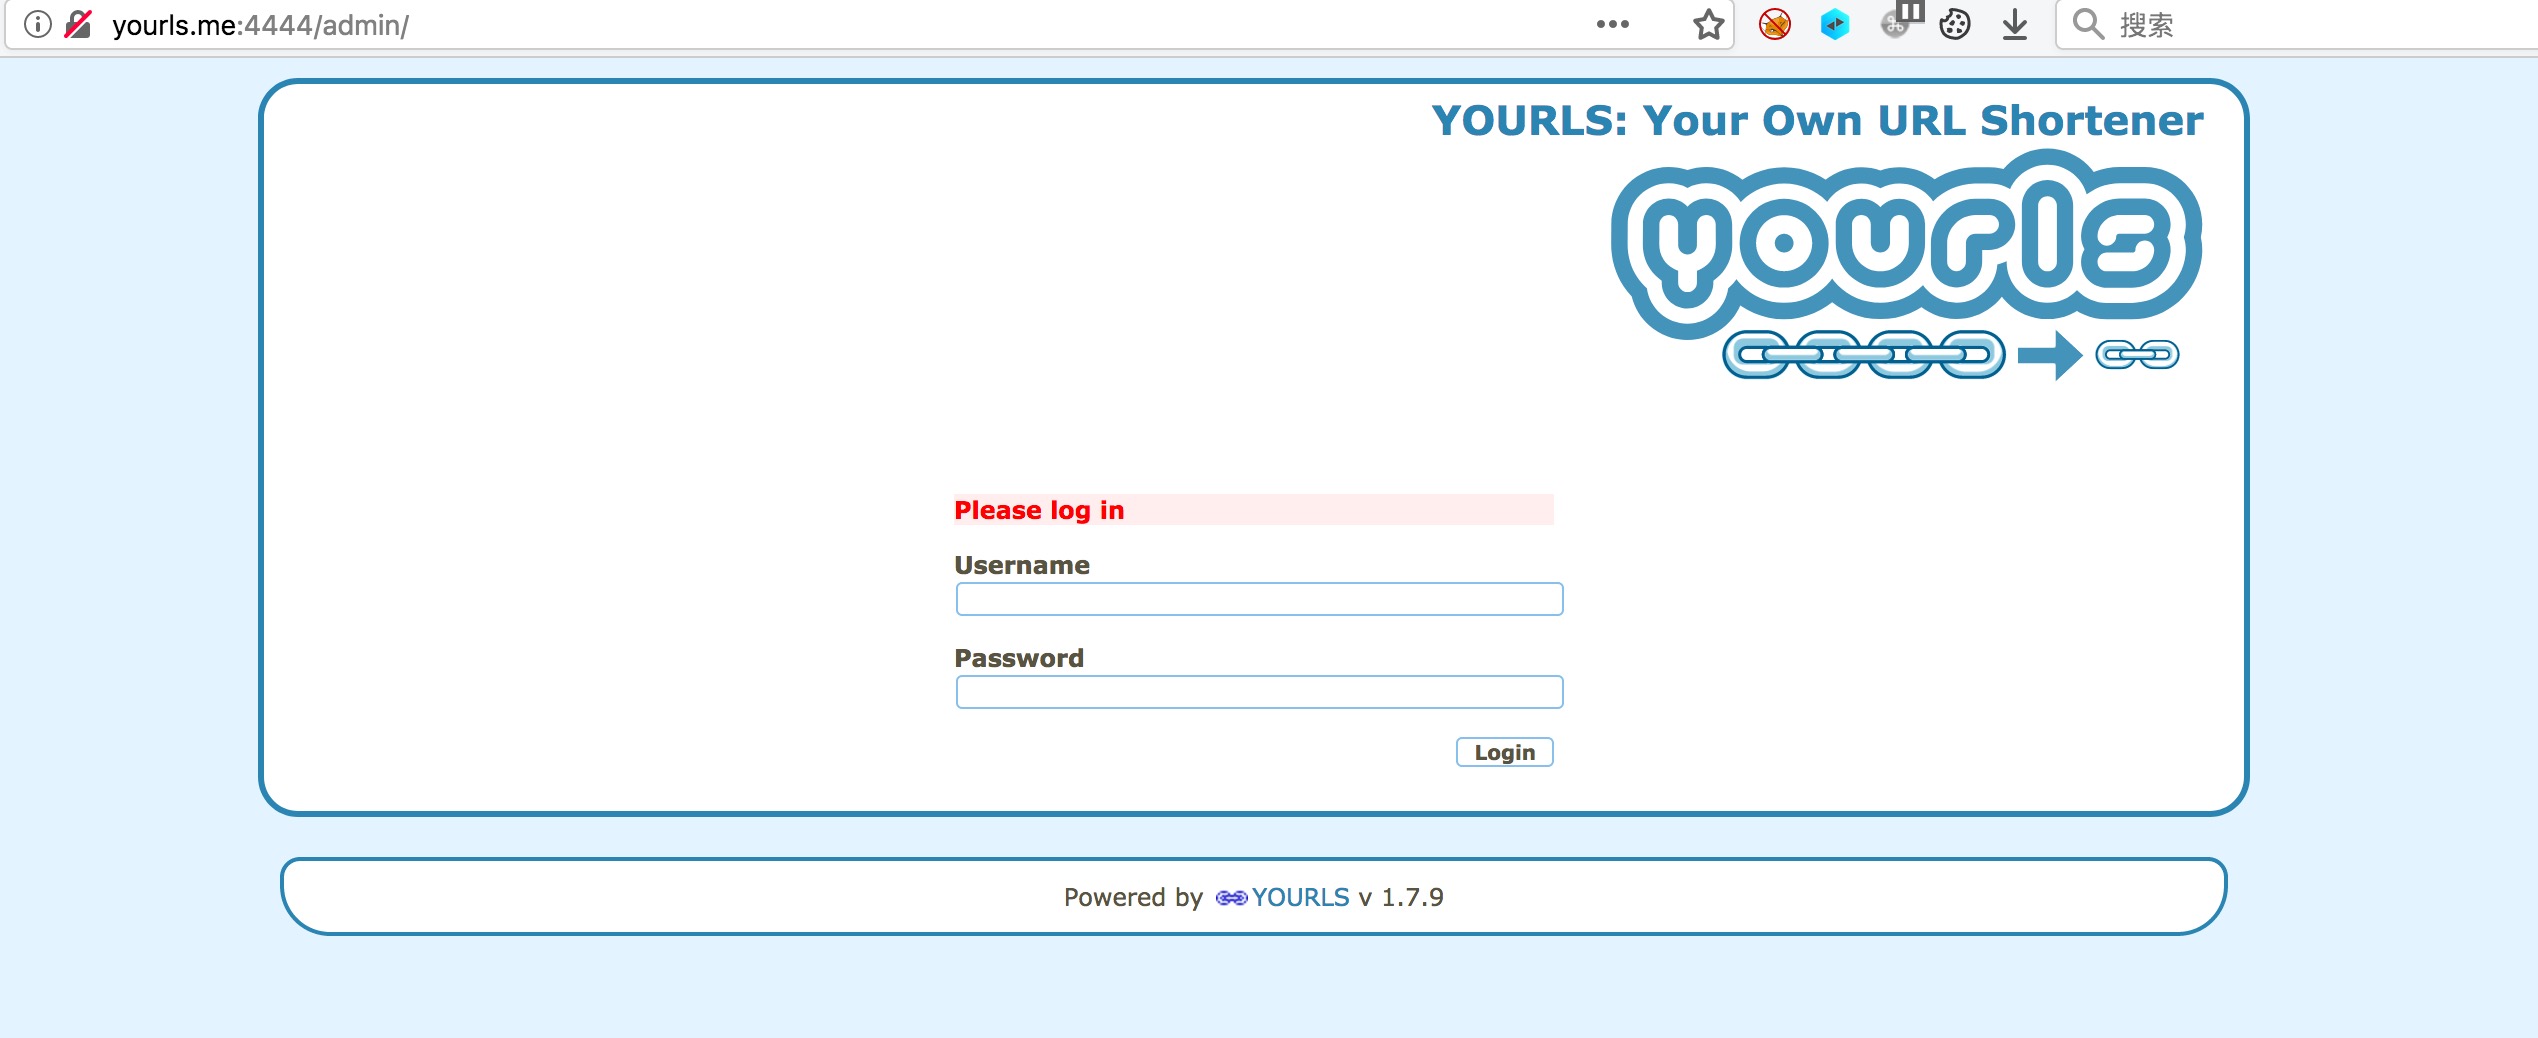 yourls.me:4444/admin/
搜索
YOURLS: Your Own URL Shortener
yourls
Please log in
Username
Password
Login
Powered by YOURLS v 1.7.9